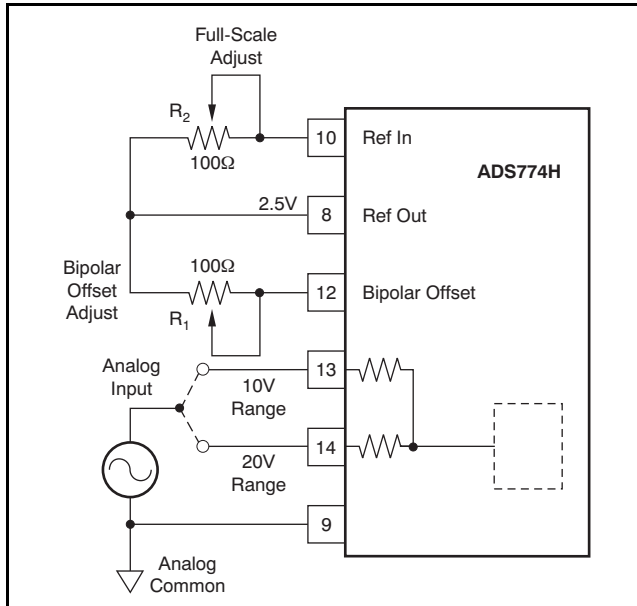 Full-Scale
Adjust
R2
100Ω
10
Ref In
ADS774H
2.5V
8
Ref Out
Bipolar
Offset
Adjust
100Ω
R1
12
Bipolar Offset
Analog
Input
10V
Range
13
20V
Range
14
9
Analog
Common